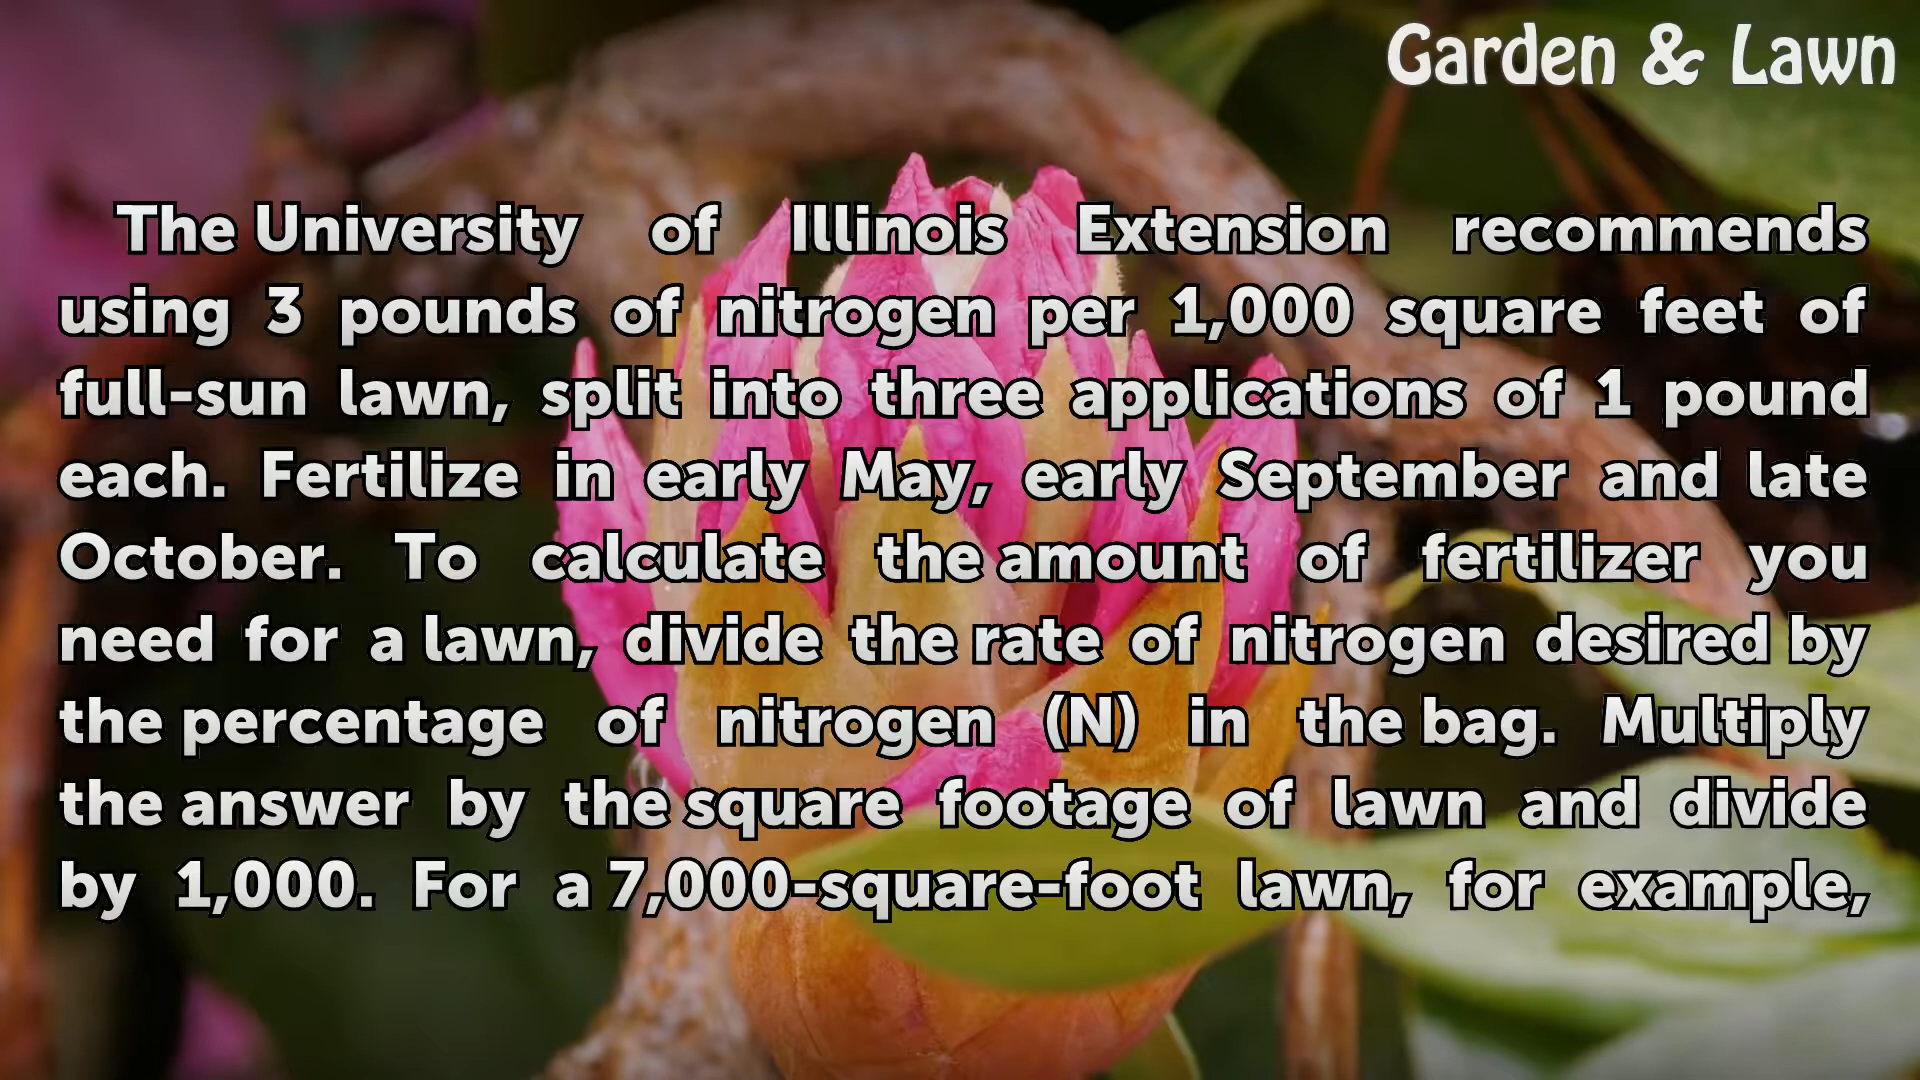 Garden & Lawn
The University of Illinois Extension recommends
using 3 pounds of nitrogen per 1,000 square feet of
full-sun lawn, split into three applications of 1 pound
each. Fertilize in early May, early September and late
October. To calculate the amount of fertilizer you
need for a lawn, divide the rate of nitrogen desired by
the percentage of nitrogen (N) in the bag. Multiply
the answer by the square footage of lawn and divide
by 1,000. For a 7,000-square-foot lawn, for example,